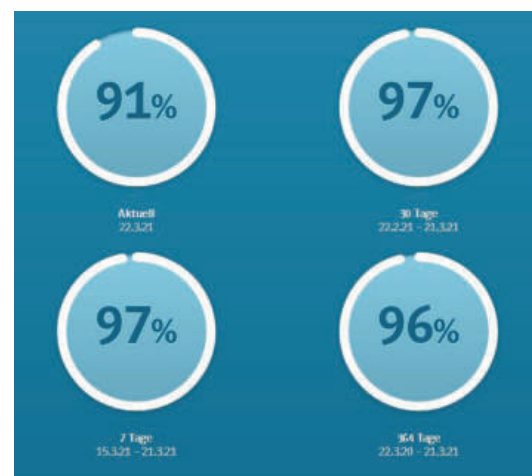 91%
Aktuell
22.3.21
97%
30 Tage
22.2.21 - 21.3.21
97%
7 Tage
15.3.21 - 21.3.21
96%
364 Tage
22.3.20 - 21.3.21